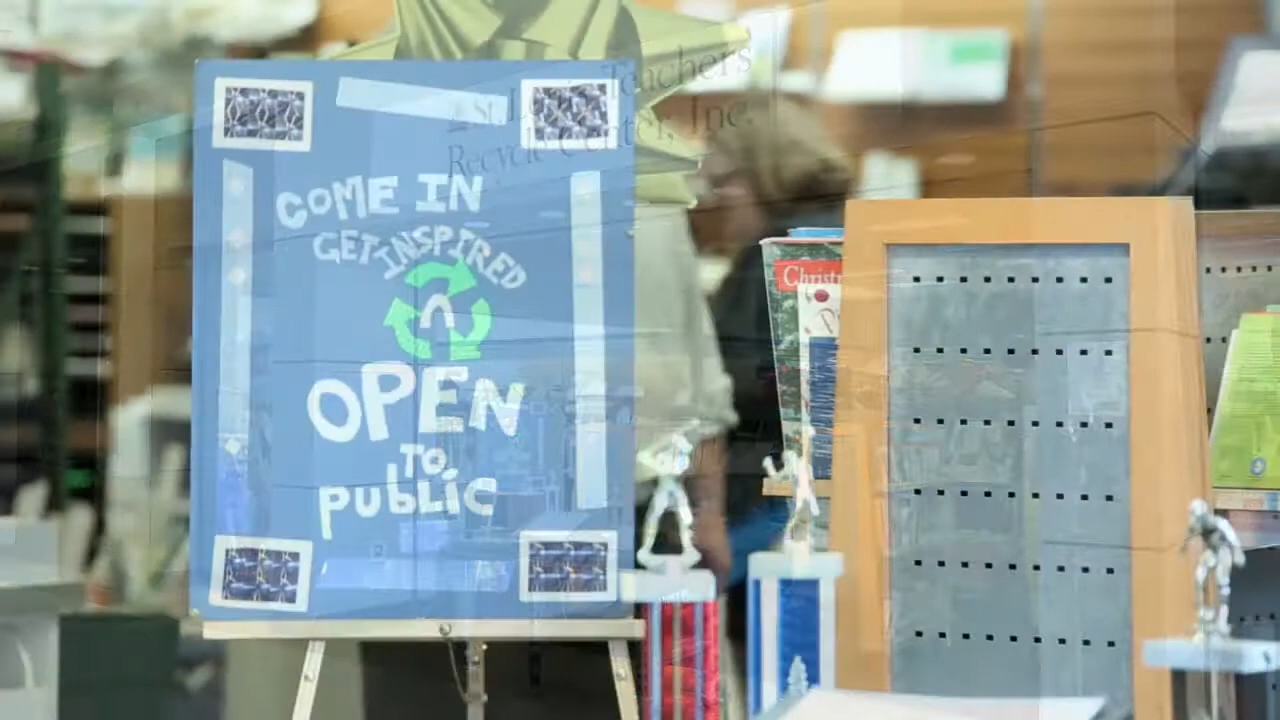 Teachers
Recycle Center, Inc.
COME IN
GET INSPIRED
OPEN
TO
PUBLIC
Christ